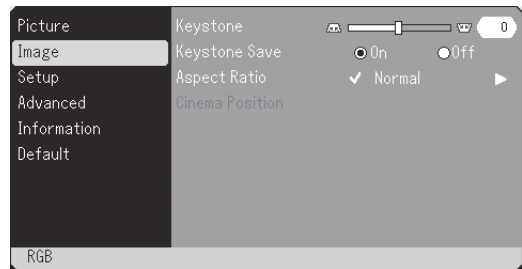 Picture
Image
Setup
Advanced
Information
Default
Keystone 0
Keystone Save On Off
Aspect Ratio Normal
Cinema Position
RGB